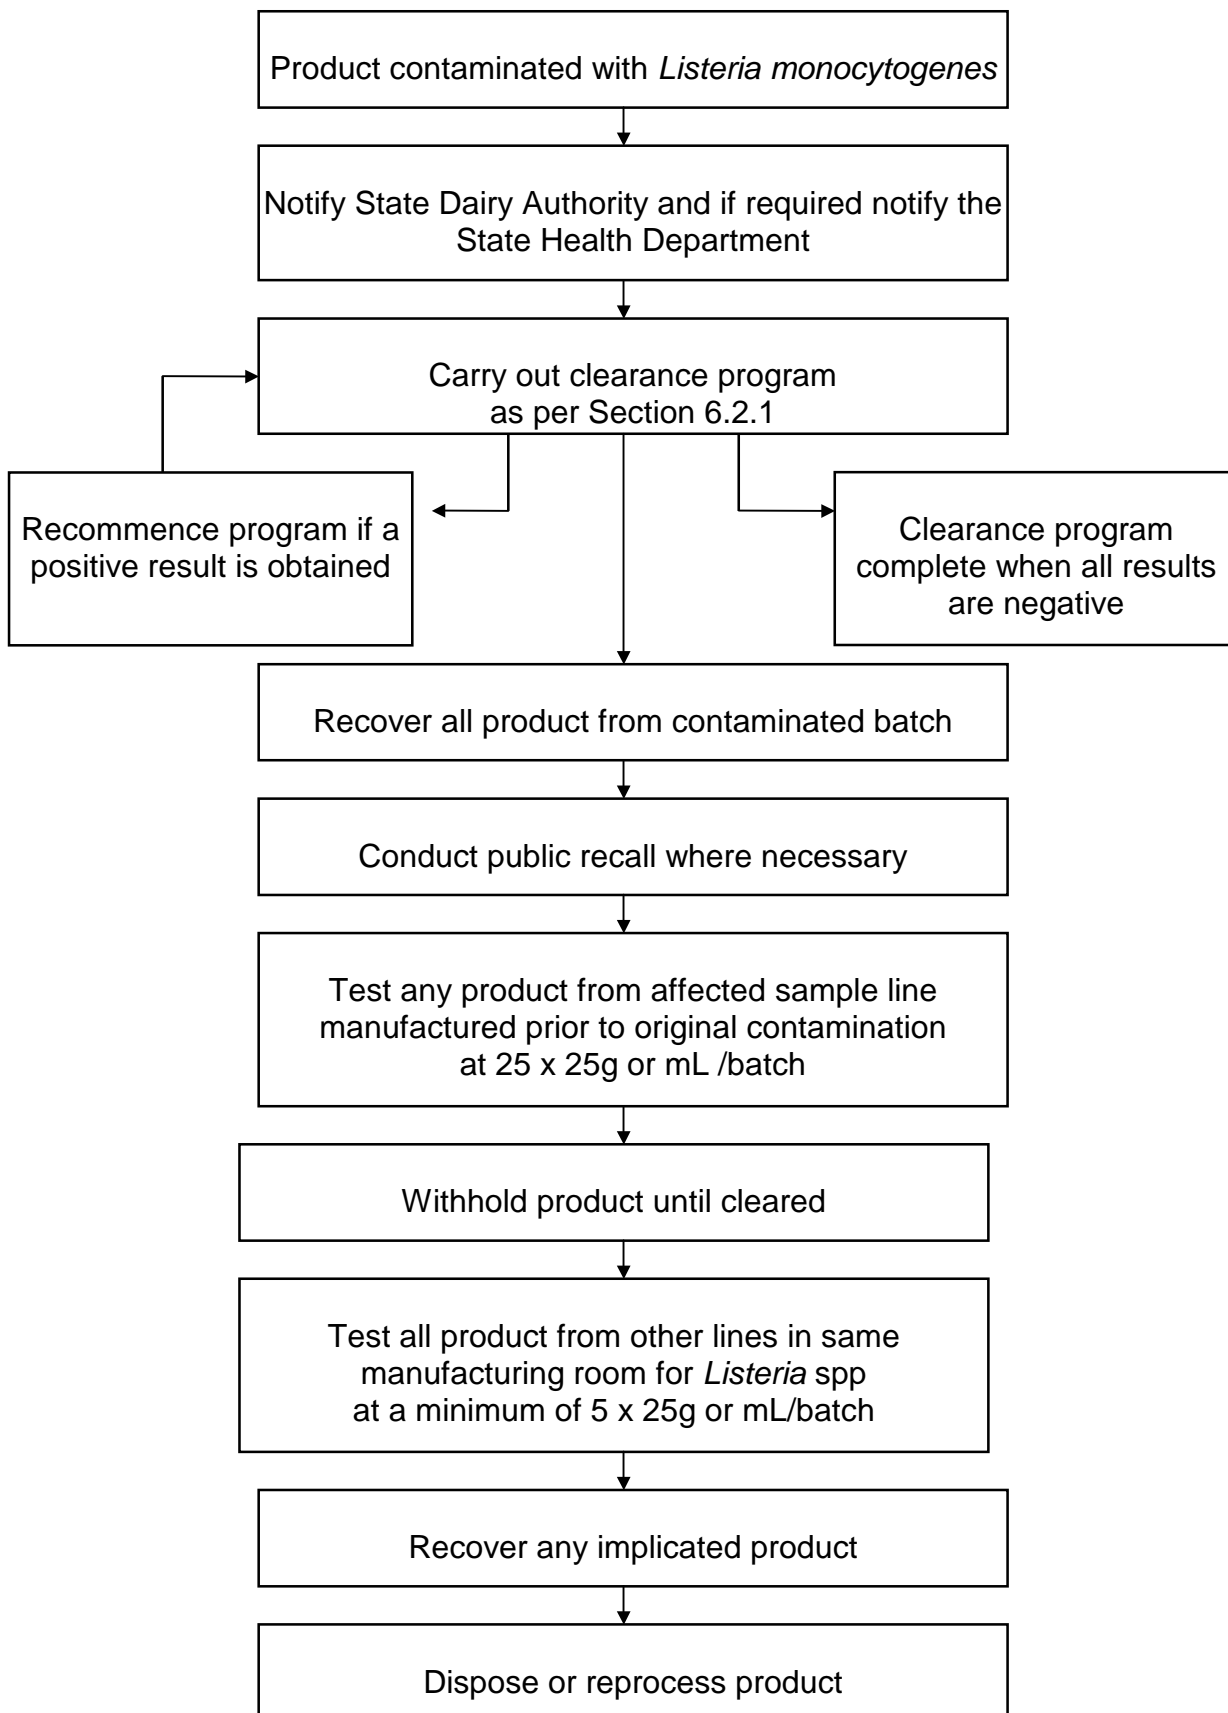 Product contaminated with Listeria monocytogenes
Notify State Dairy Authority and if required notify the
State Health Department
Carry out clearance program
as per Section 6.2.1
Recommence program if a
positive result is obtained
Clearance program
complete when all results
are negative
Recover all product from contaminated batch
Conduct public recall where necessary
Test any product from affected sample line
manufactured prior to original contamination
at 25 x 25g or mL /batch
Withhold product until cleared
Test all product from other lines in same
manufacturing room for Listeria spp
at a minimum of 5 x 25g or mL/batch
Recover any implicated product
Dispose or reprocess product